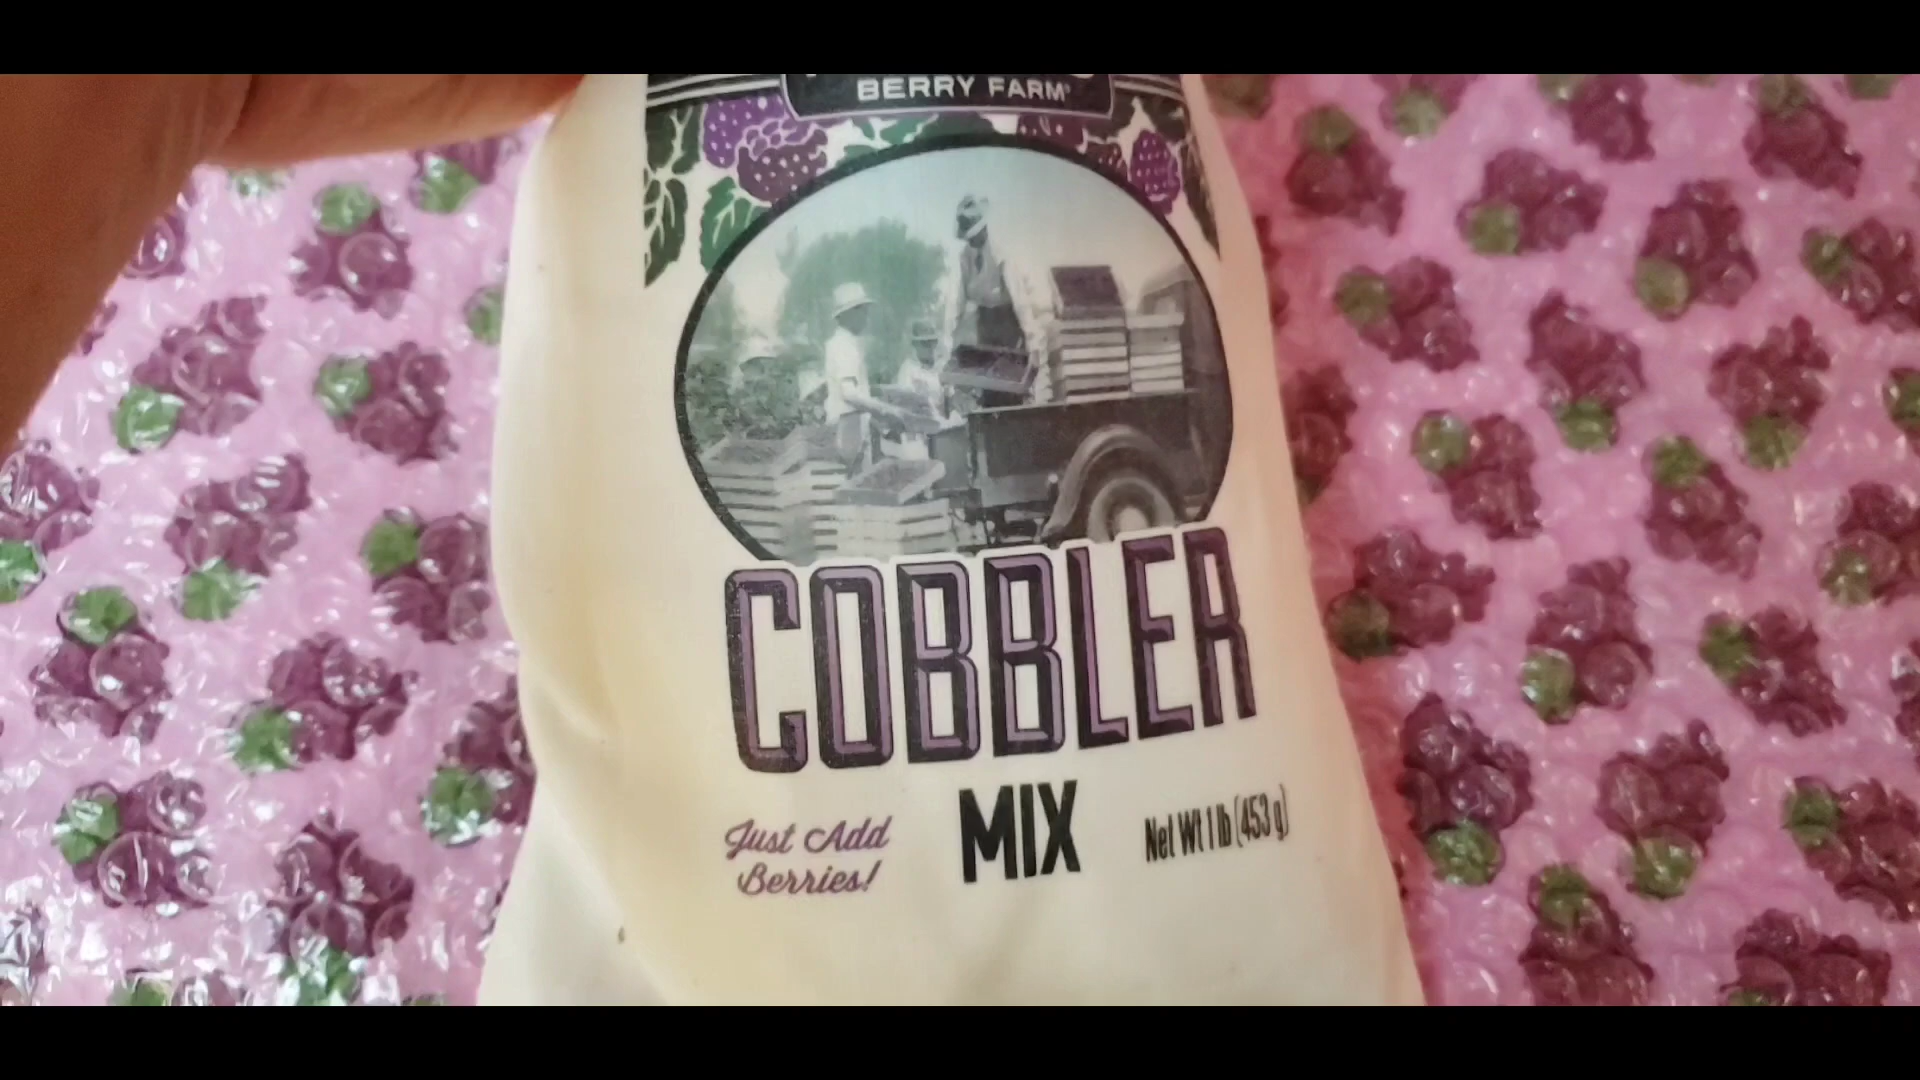 BERRY FARM®
COBBLER
MIX
Just Add
Berries!
Net Wt 1 lb (453 g)